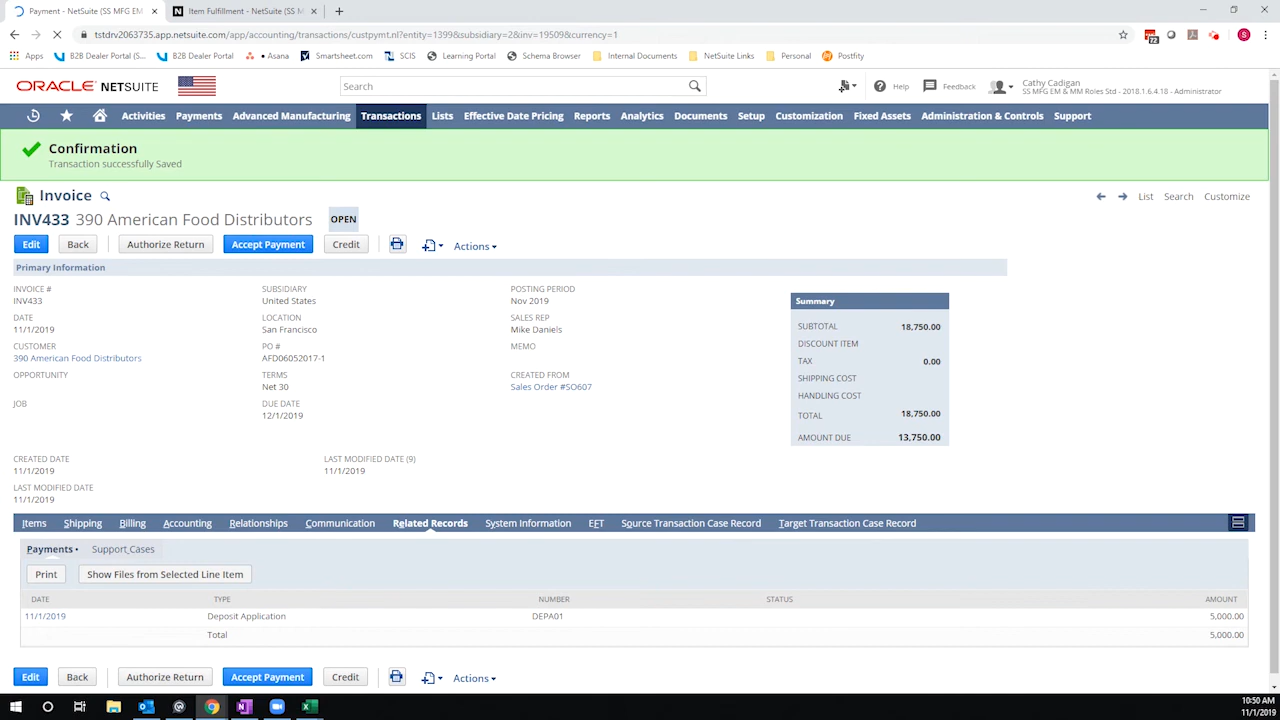 Payment - NetSuite (SS MFG EM
Item Fulfillment - NetSuite (SS M
tstdrv2063735.app.netsuite.com/app/accounting/transactions/custpymt.nl?entity=1399&subsidiary=2&inv=19509&currency=1
72
S
Apps
B2B Dealer Portal (S...
B2B Dealer Portal
Asana
Smartsheet.com
SCIS
Learning Portal
Schema Browser
Internal Documents
NetSuite Links
Personal
Postfity
ORACLE NETSUITE
Search
Help
Feedback
Cathy Cadigan
SS MFG EM & MM Roles Std - 2018.1.6.4.18 - Administrator
Activities Payments Advanced Manufacturing Transactions Lists Effective Date Pricing Reports Analytics Documents Setup Customization Fixed Assets Administration & Controls Support
Confirmation
Transaction successfully Saved
Invoice
List Search Customize
INV433 390 American Food Distributors OPEN
Edit Back Authorize Return Accept Payment Credit Actions
Primary Information
INVOICE #
INV433
DATE
11/1/2019
CUSTOMER
390 American Food Distributors
OPPORTUNITY
JOB
SUBSIDIARY
United States
LOCATION
San Francisco
PO #
AFD06052017-1
TERMS
Net 30
DUE DATE
12/1/2019
POSTING PERIOD
Nov 2019
SALES REP
Mike Daniels
MEMO
CREATED FROM
Sales Order #SO607
Summary
SUBTOTAL 18,750.00
DISCOUNT ITEM
TAX 0.00
SHIPPING COST
HANDLING COST
TOTAL 18,750.00
AMOUNT DUE 13,750.00
CREATED DATE
11/1/2019
LAST MODIFIED DATE
11/1/2019
LAST MODIFIED DATE (9)
11/1/2019
Items Shipping Billing Accounting Relationships Communication Related Records System Information EFT Source Transaction Case Record Target Transaction Case Record
Payments • Support Cases
Print Show Files from Selected Line Item
DATE TYPE NUMBER STATUS AMOUNT
11/1/2019 Deposit Application DEPA01 5,000.00
Total 5,000.00
Edit Back Authorize Return Accept Payment Credit Actions
10:50 AM
11/1/2019